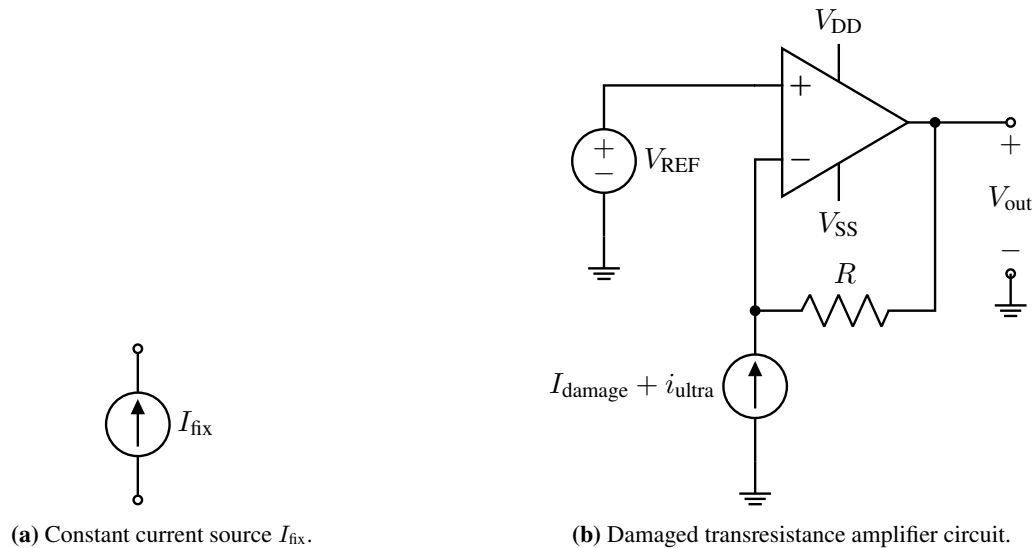 V_DD
+
−
+
−
V_REF
V_SS
+
V_out
−
R
I_damage + i_ultra
I_fix
(a) Constant current source I_fix.
(b) Damaged transresistance amplifier circuit.